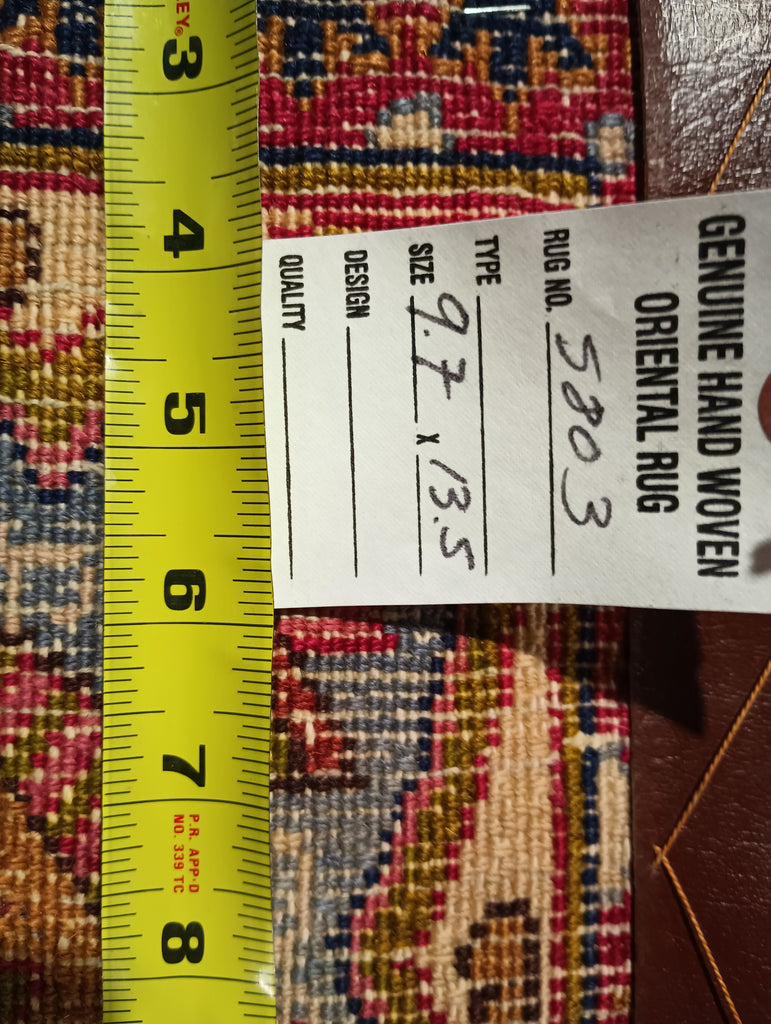 GENUINE HAND WOVEN
ORIENTAL RUG
RUG NO. 5803
TYPE
SIZE 9.7 X 13.5
DESIGN
QUALITY
LEY®
3
4
5
6
7
P.R. APP'D
NO. 339 TC
8